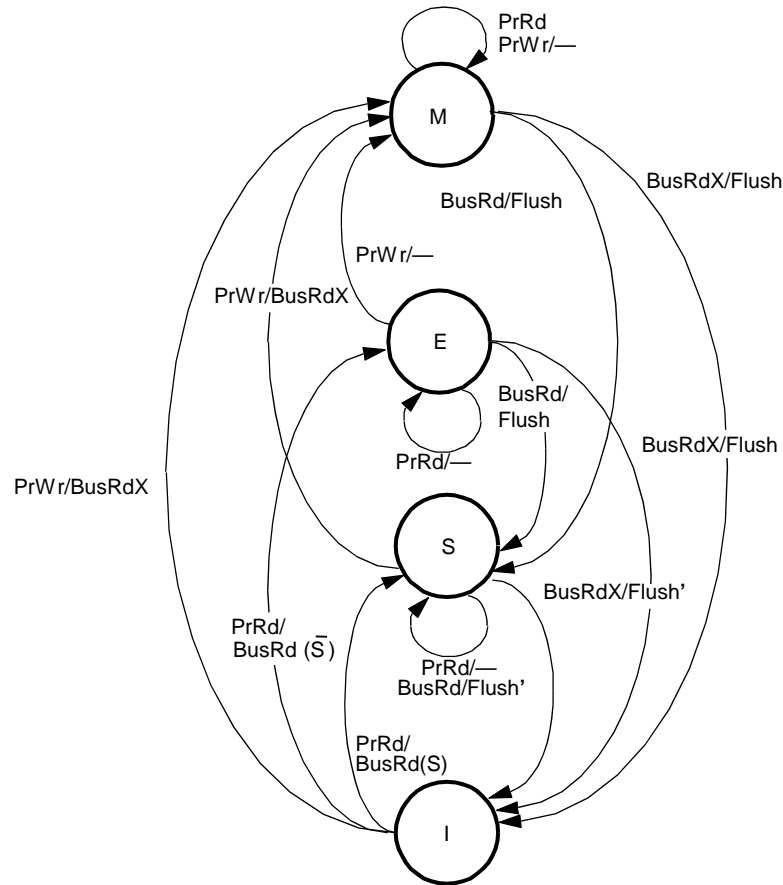 PrRd
PrWr/—
M
BusRdX/Flush
BusRd/Flush
PrWr/—
PrWr/BusRdX
E
BusRd/
Flush
BusRdX/Flush
PrRd/—
PrWr/BusRdX
S
BusRdX/Flush’
PrRd/
BusRd (S̄)
PrRd/—
BusRd/Flush’
PrRd/
BusRd(S)
I